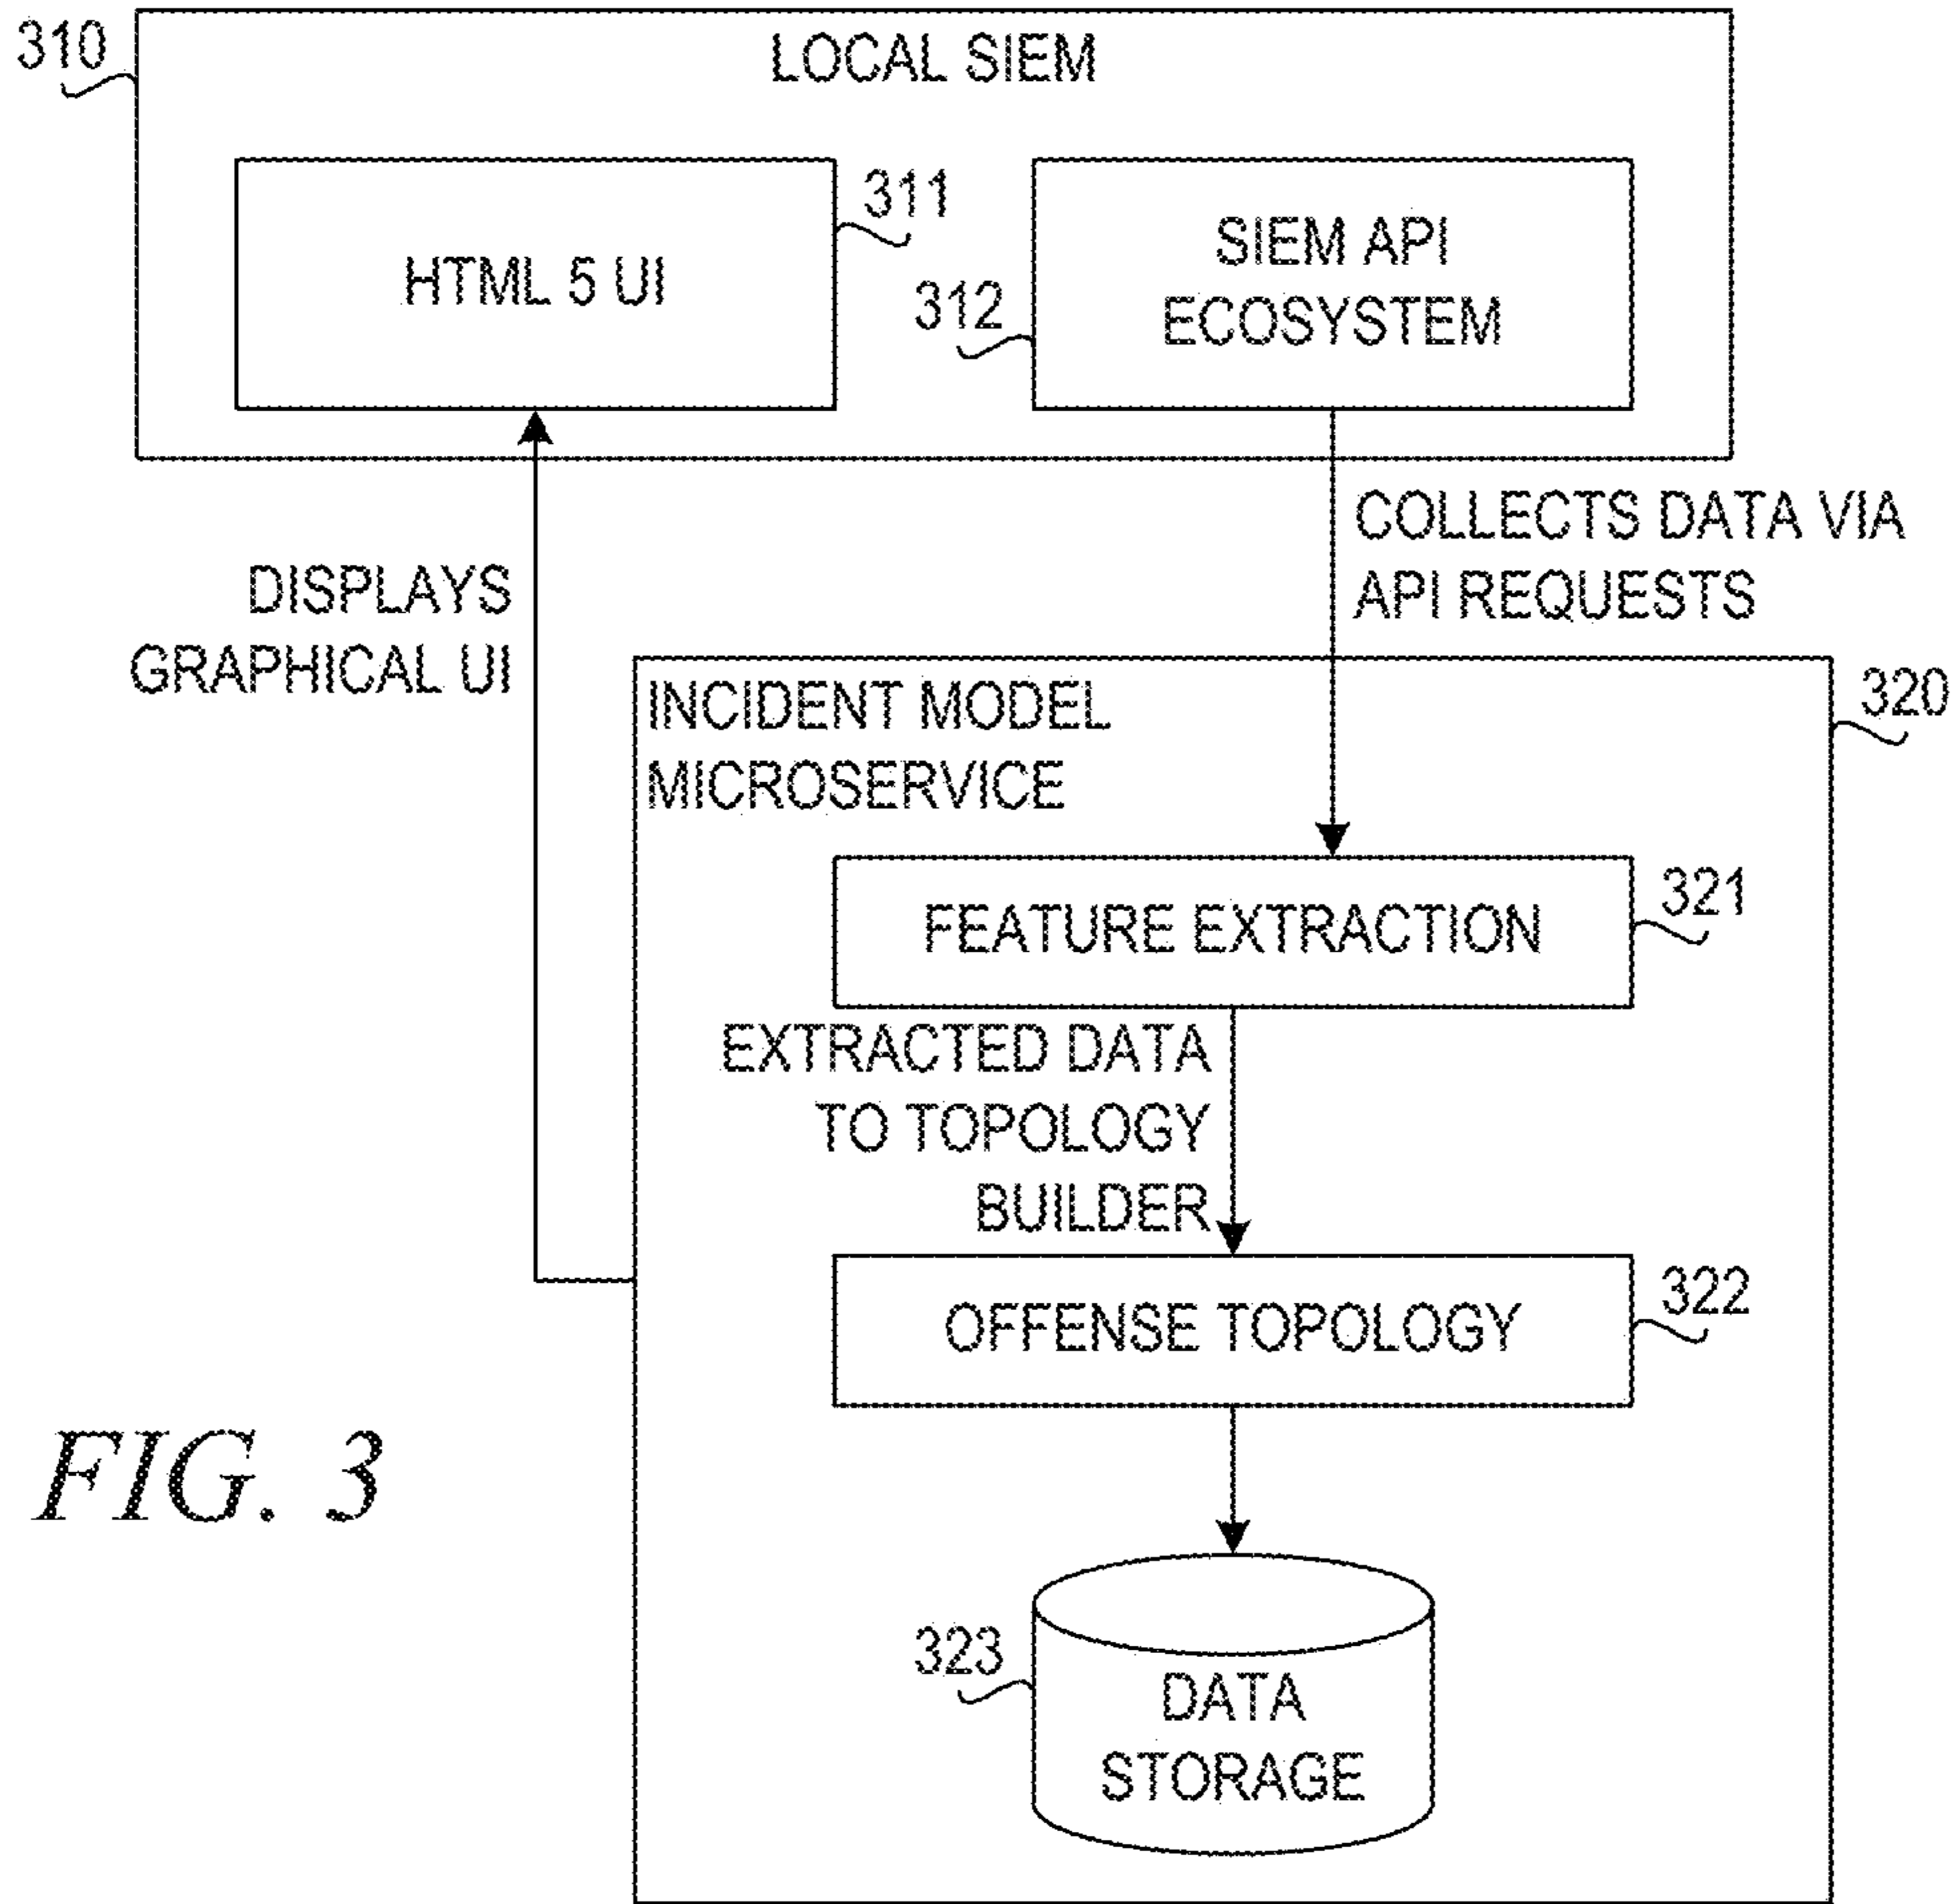 310
LOCAL SIEM
HTML 5 UI
311
312
SIEM API
ECOSYSTEM
DISPLAYS
GRAPHICAL UI
COLLECTS DATA VIA
API REQUESTS
INCIDENT MODEL
MICROSERVICE
320
FEATURE EXTRACTION
321
EXTRACTED DATA
TO TOPOLOGY
BUILDER
OFFENSE TOPOLOGY
322
323
DATA
STORAGE
FIG. 3